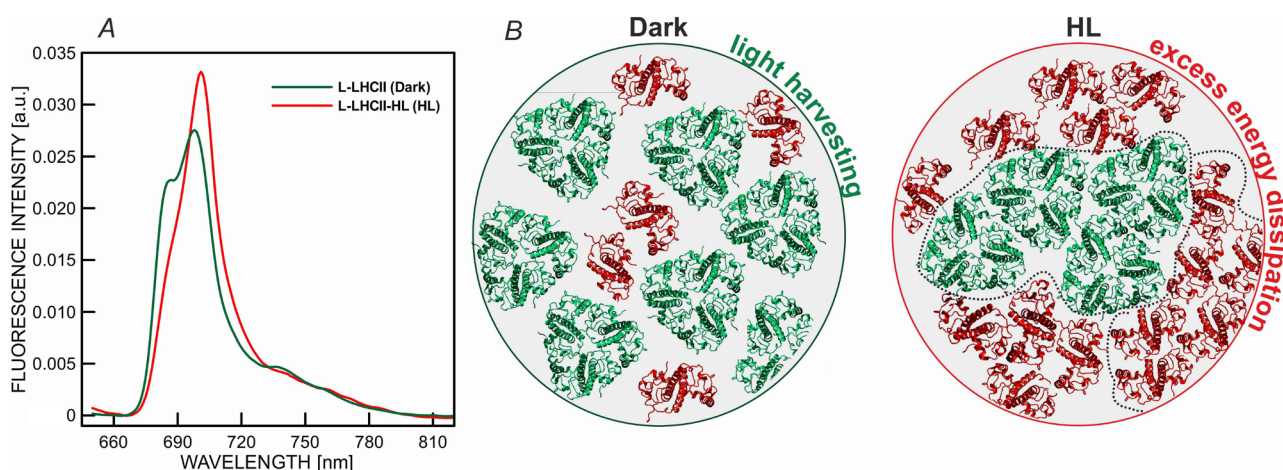 A
FLUORESCENCE INTENSITY [a.u.]
0.035
0.030
0.025
0.020
0.015
0.010
0.005
0
L-LHCII (Dark)
L-LHCII-HL (HL)
660
690
720
750
780
810
WAVELENGTH [nm]
B
Dark
light harvesting
HL
excess energy dissipation